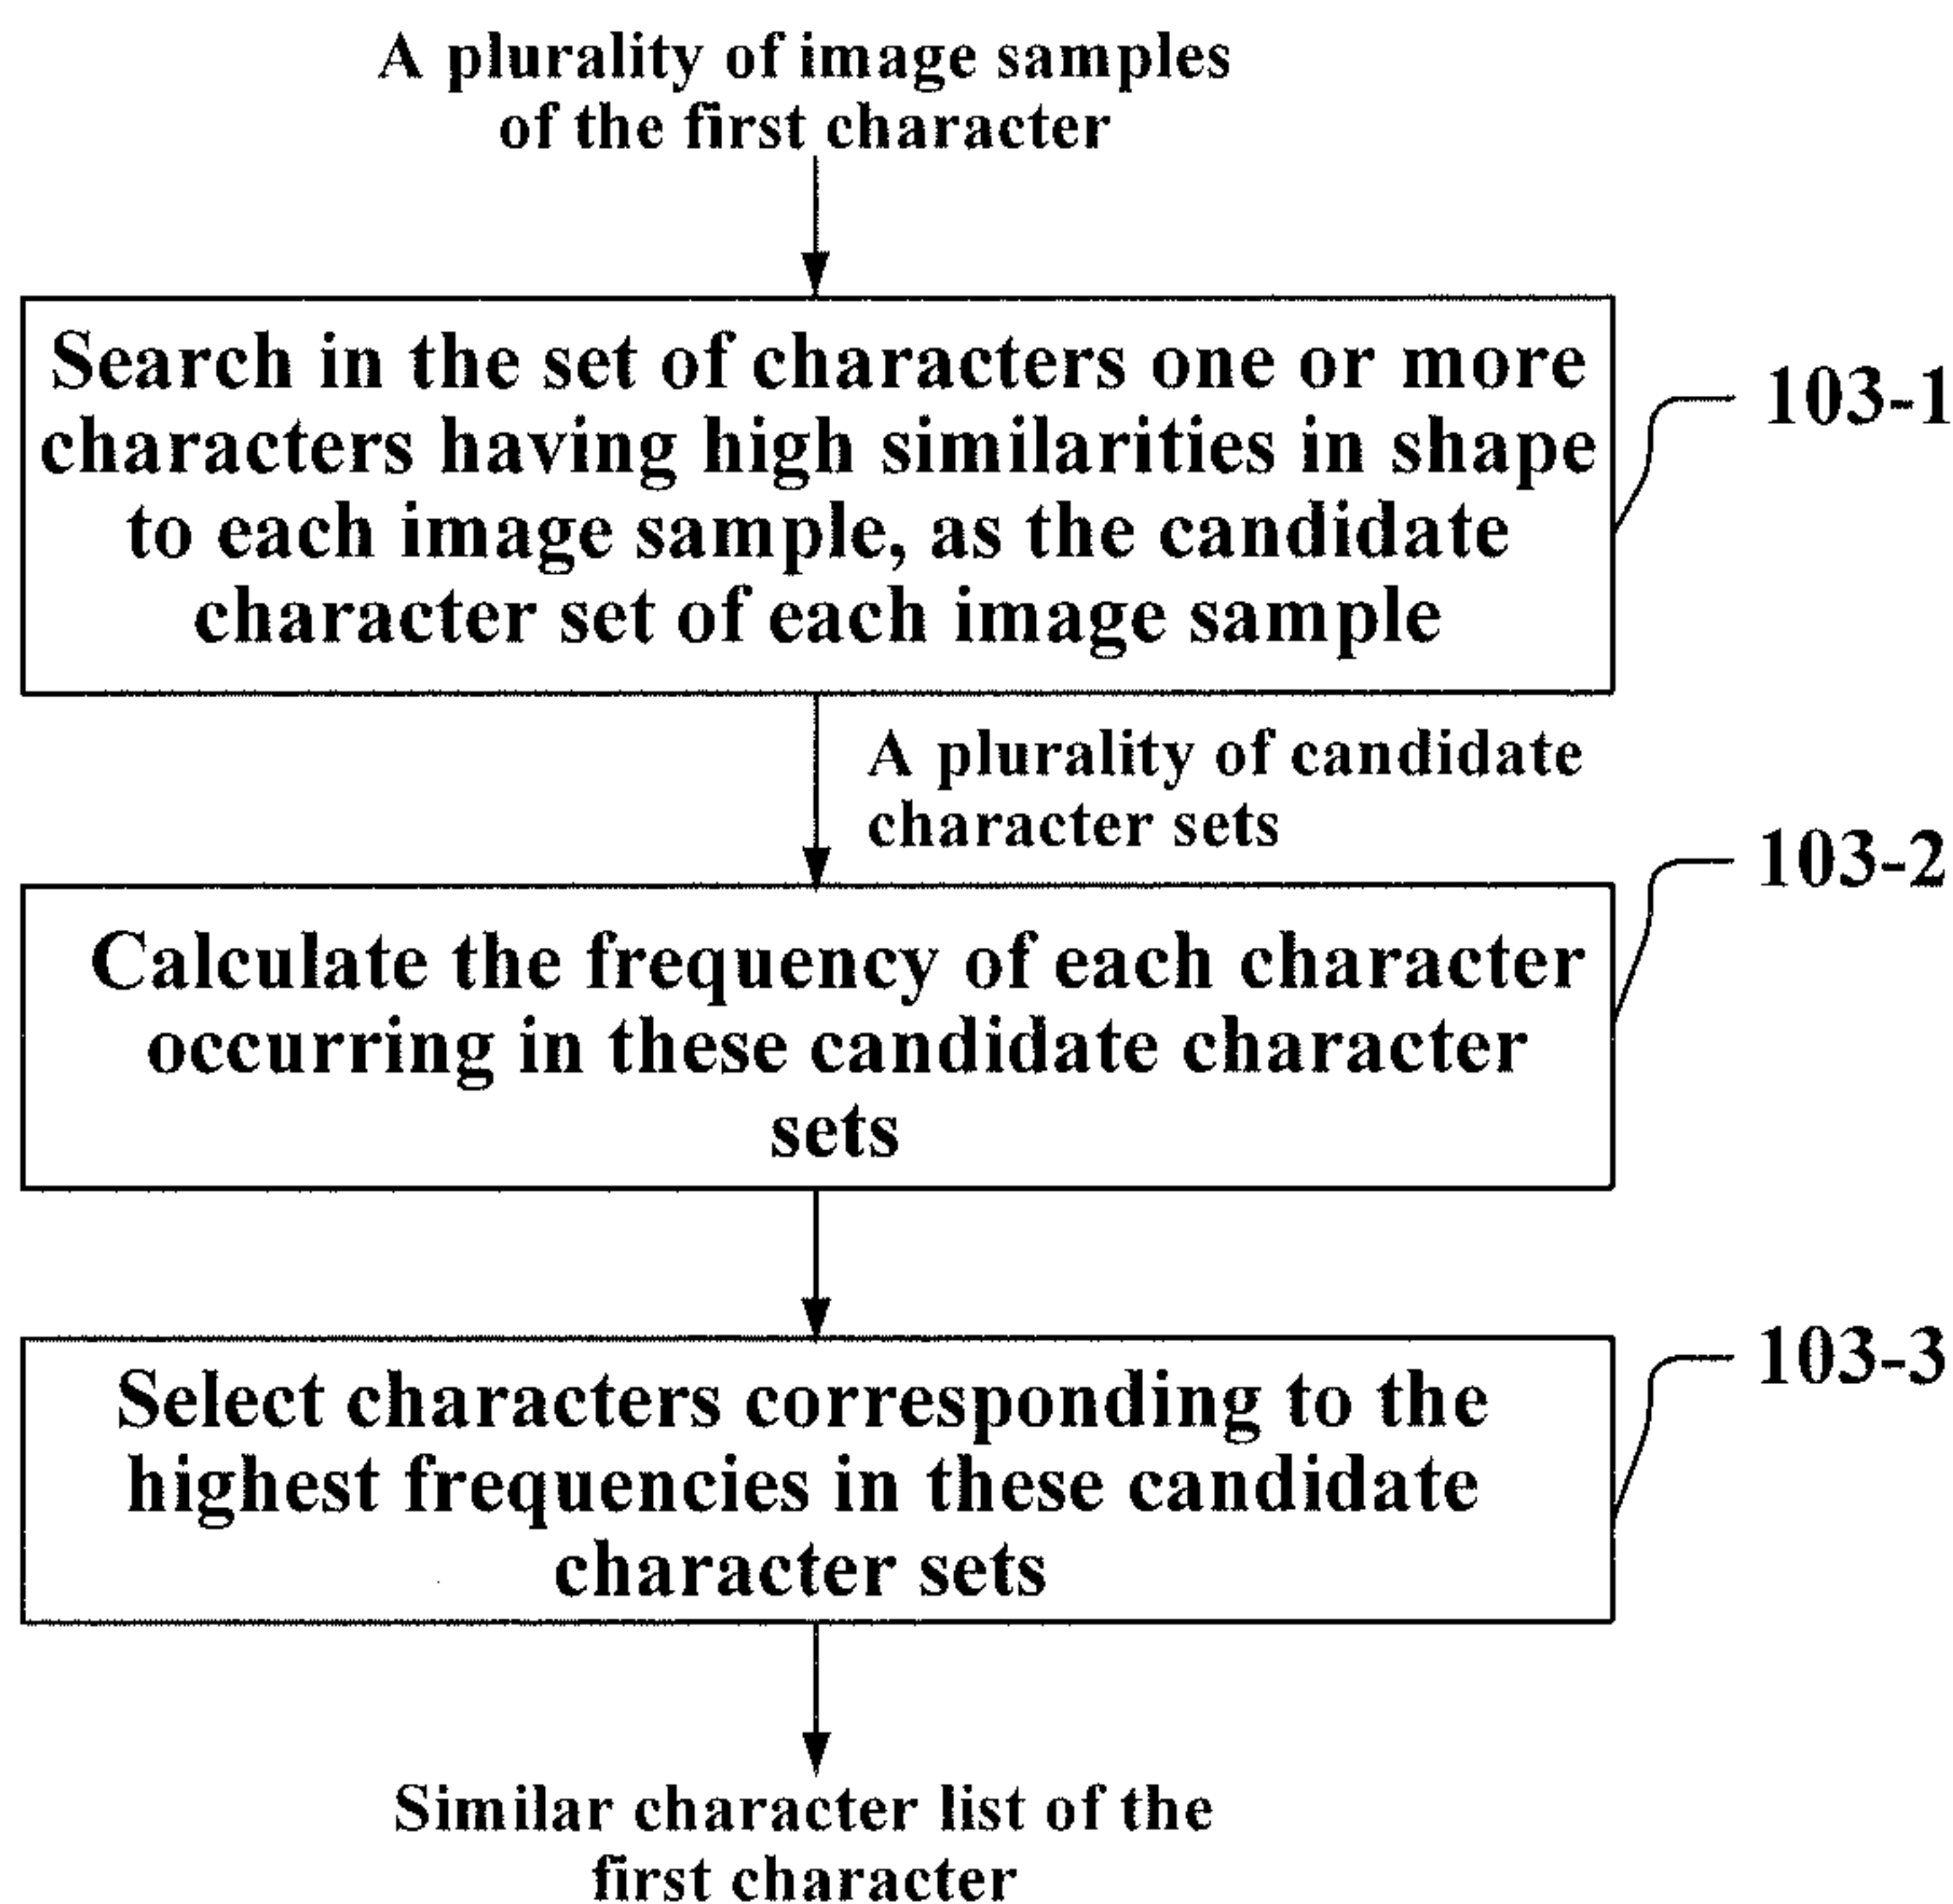 A plurality of image samples
of the first character
Search in the set of characters one or more
characters having high similarities in shape
to each image sample, as the candidate
character set of each image sample
103-1
A plurality of candidate
character sets
103-2
Calculate the frequency of each character
occurring in these candidate character
sets
103-3
Select characters corresponding to the
highest frequencies in these candidate
character sets
Similar character list of the
first character